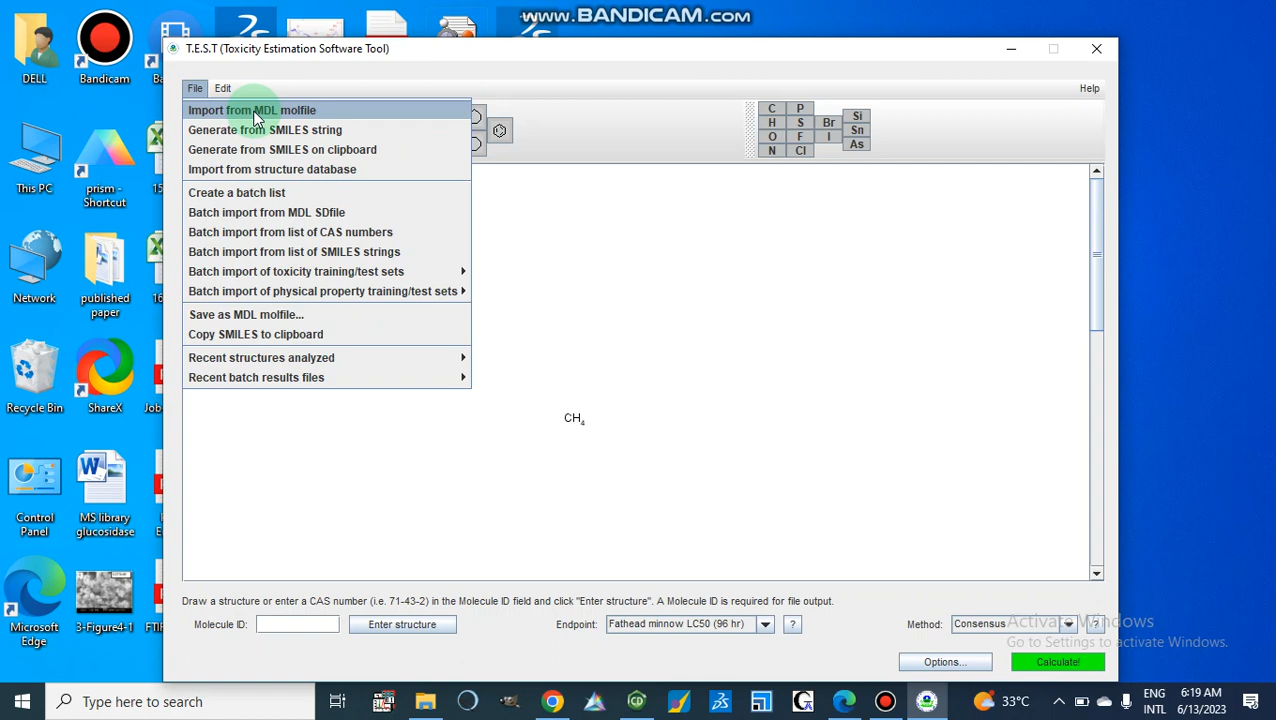 www.BANDICAM.com
T.E.S.T (Toxicity Estimation Software Tool)
File Edit Help
Import from MDL molfile
Generate from SMILES string
Generate from SMILES on clipboard
Import from structure database
Create a batch list
Batch import from MDL SDfile
Batch import from list of CAS numbers
Batch import from list of SMILES strings
Batch import of toxicity training/test sets
Batch import of physical property training/test sets
Save as MDL molfile...
Copy SMILES to clipboard
Recent structures analyzed
Recent batch results files
C P
H S Br Si
O F I Sn
N Cl As
CH4
Draw a structure or enter a CAS number (i.e. 71-43-2) in the Molecule ID field and click "Enter structure". A Molecule ID is required for file output.
Molecule ID: Enter structure Endpoint: Fathead minnow LC50 (96 hr) ? Method: Consensus ?
Options... Calculate!
Activate Windows
Go to Settings to activate Windows.
DELL
Bandicam
This PC
prism -
Shortcut
Network
published
paper
Recycle Bin
ShareX
Control
Panel
MS library
glucosidase
Microsoft
Edge
3-Figure4-1
Type here to search
33°C
ENG
INTL
6:19 AM
6/13/2023